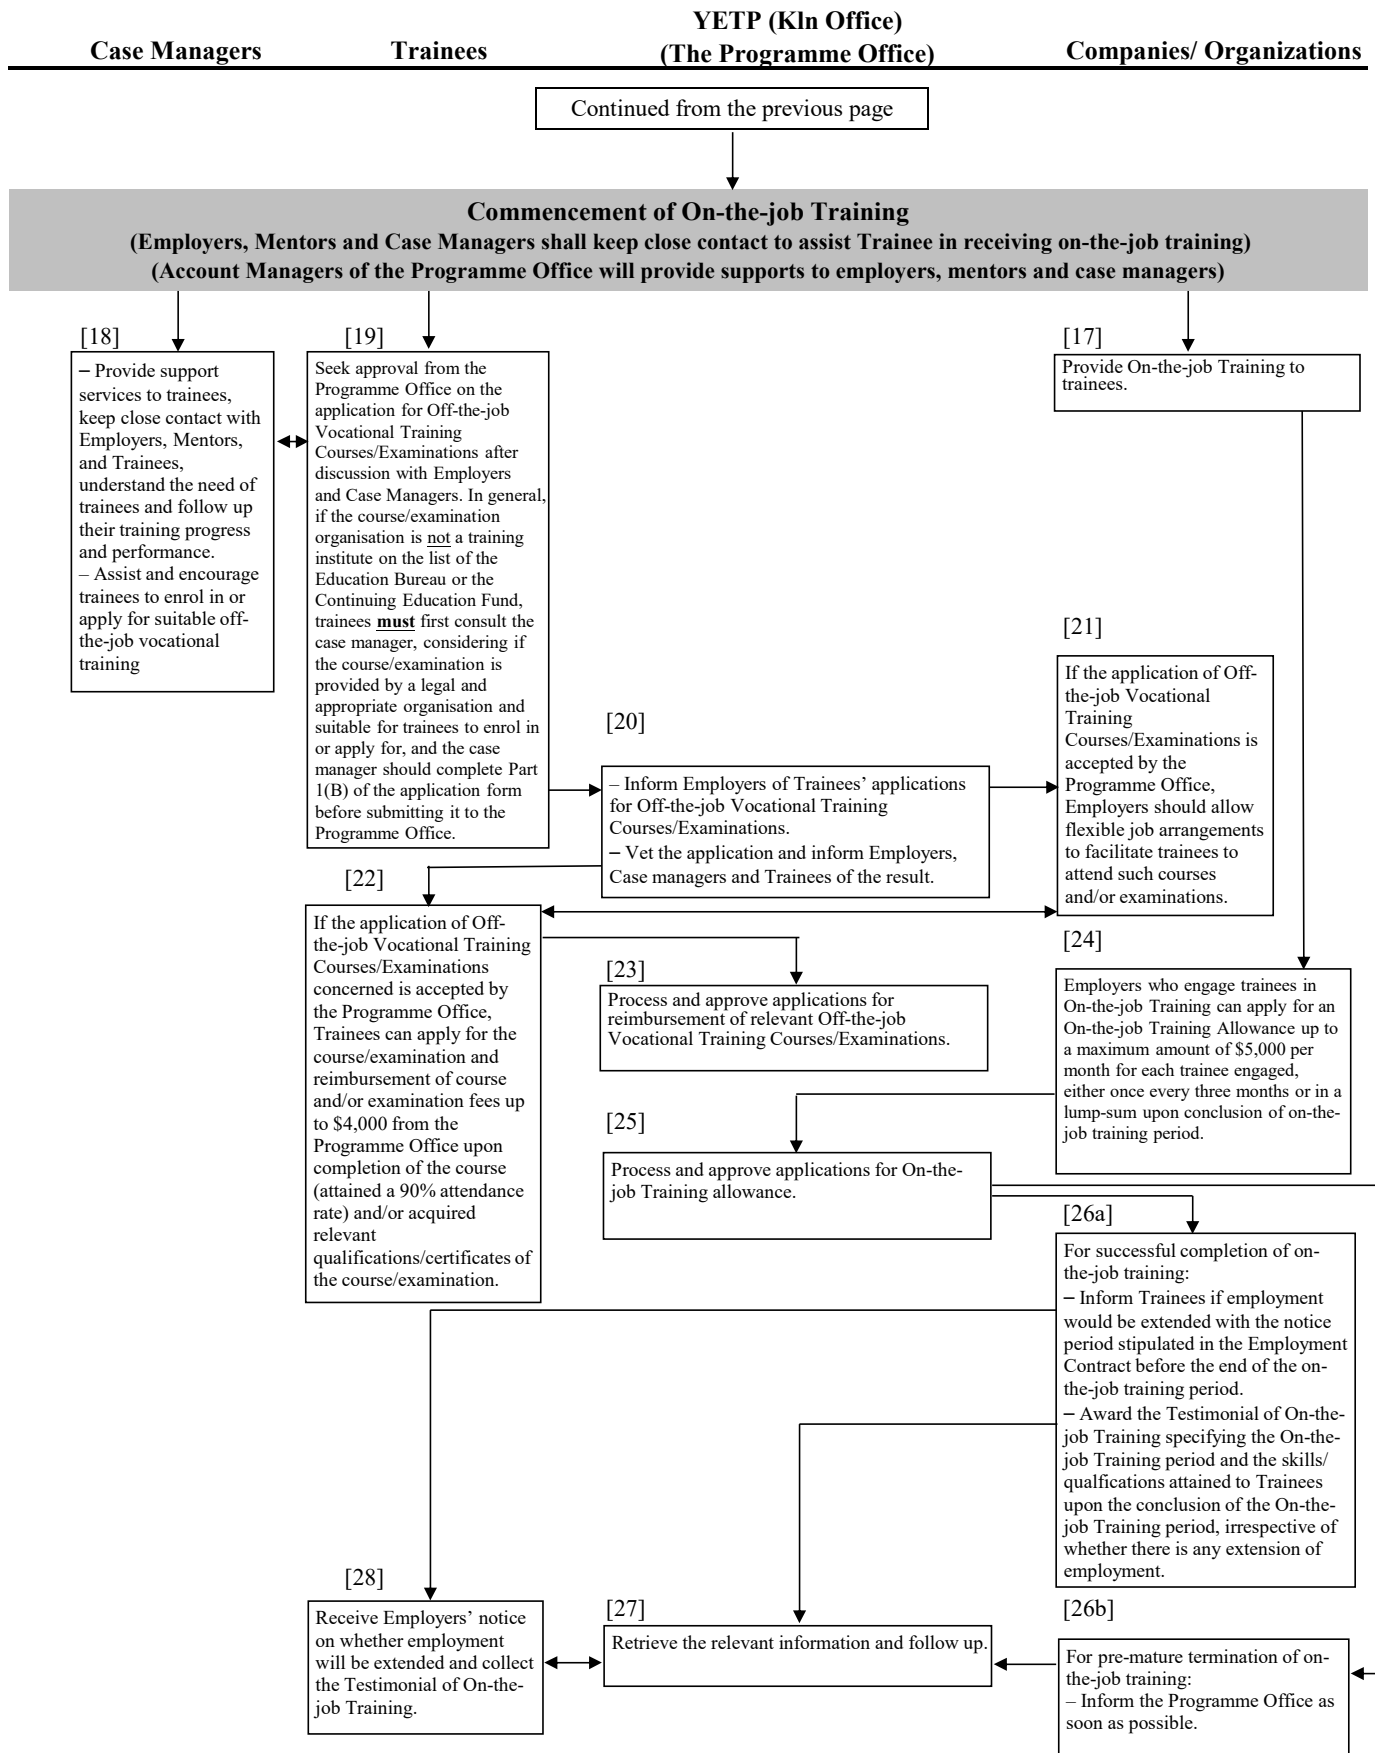 YETP (Kln Office)
Case Managers
Trainees
(The Programme Office)
Companies/ Organizations
Continued from the previous page
Commencement of On-the-job Training
(Employers, Mentors and Case Managers shall keep close contact to assist Trainee in receiving on-the-job training)
(Account Managers of the Programme Office will provide supports to employers, mentors and case managers)
[18]
– Provide support
services to trainees,
keep close contact with
Employers, Mentors,
and Trainees,
understand the need of
trainees and follow up
their training progress
and performance.
– Assist and encourage
trainees to enrol in or
apply for suitable off-
the-job vocational
training
[19]
Seek approval from the
Programme Office on the
application for Off-the-job
Vocational Training
Courses/Examinations after
discussion with Employers
and Case Managers. In general,
if the course/examination
organisation is not a training
institute on the list of the
Education Bureau or the
Continuing Education Fund,
trainees must first consult the
case manager, considering if
the course/examination is
provided by a legal and
appropriate organisation and
suitable for trainees to enrol in
or apply for, and the case
manager should complete Part
1(B) of the application form
before submitting it to the
Programme Office.
[17]
Provide On-the-job Training to
trainees.
[20]
– Inform Employers of Trainees’ applications
for Off-the-job Vocational Training
Courses/Examinations.
– Vet the application and inform Employers,
Case managers and Trainees of the result.
[21]
If the application of Off-
the-job Vocational
Training
Courses/Examinations is
accepted by the
Programme Office,
Employers should allow
flexible job arrangements
to facilitate trainees to
attend such courses
and/or examinations.
[22]
If the application of Off-
the-job Vocational Training
Courses/Examinations
concerned is accepted by
the Programme Office,
Trainees can apply for the
course/examination and
reimbursement of course
and/or examination fees up
to $4,000 from the
Programme Office upon
completion of the course
(attained a 90% attendance
rate) and/or acquired
relevant
qualifications/certificates of
the course/examination.
[23]
Process and approve applications for
reimbursement of relevant Off-the-job
Vocational Training Courses/Examinations.
[24]
Employers who engage trainees in
On-the-job Training can apply for an
On-the-job Training Allowance up to
a maximum amount of $5,000 per
month for each trainee engaged,
either once every three months or in a
lump-sum upon conclusion of on-the-
job training period.
[25]
Process and approve applications for On-the-
job Training allowance.
[26a]
For successful completion of on-
the-job training:
– Inform Trainees if employment
would be extended with the notice
period stipulated in the Employment
Contract before the end of the on-
the-job training period.
– Award the Testimonial of On-the-
job Training specifying the On-the-
job Training period and the skills/
qualfications attained to Trainees
upon the conclusion of the On-the-
job Training period, irrespective of
whether there is any extension of
employment.
[28]
Receive Employers’ notice
on whether employment
will be extended and collect
the Testimonial of On-the-
job Training.
[27]
Retrieve the relevant information and follow up.
[26b]
For pre-mature termination of on-
the-job training:
– Inform the Programme Office as
soon as possible.